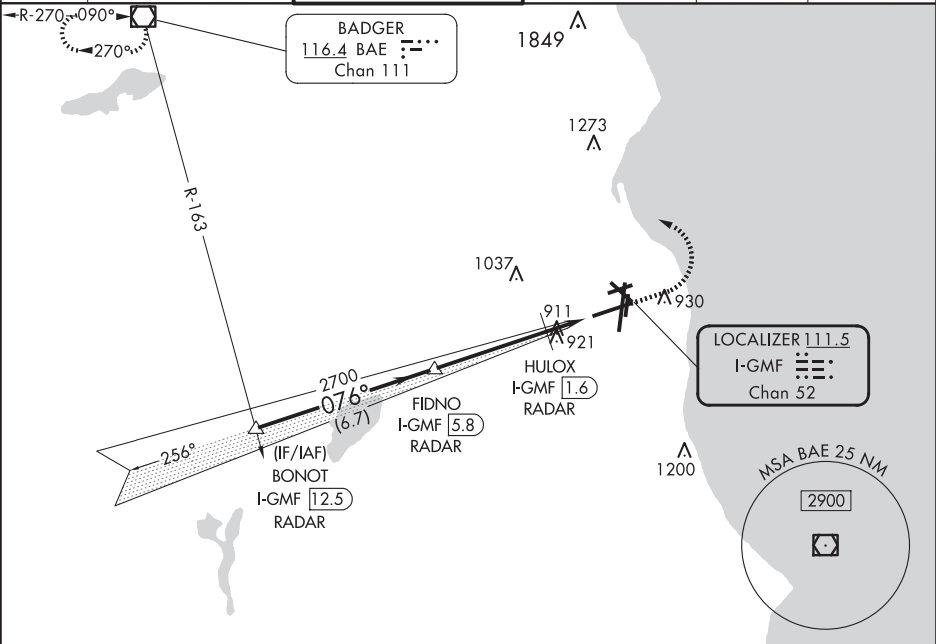 R-270
090°
270°
BADGER
116.4 BAE
Chan 111
1849
1273
R-163
1037
911
921
930
LOCALIZER 111.5
I-GMF
Chan 52
HULOX
I-GMF 1.6
RADAR
2700
076°
(6.7)
FIDNO
I-GMF 5.8
RADAR
256°
(IF/IAF)
BONOT
I-GMF 12.5
RADAR
1200
MSA BAE 25 NM
2900